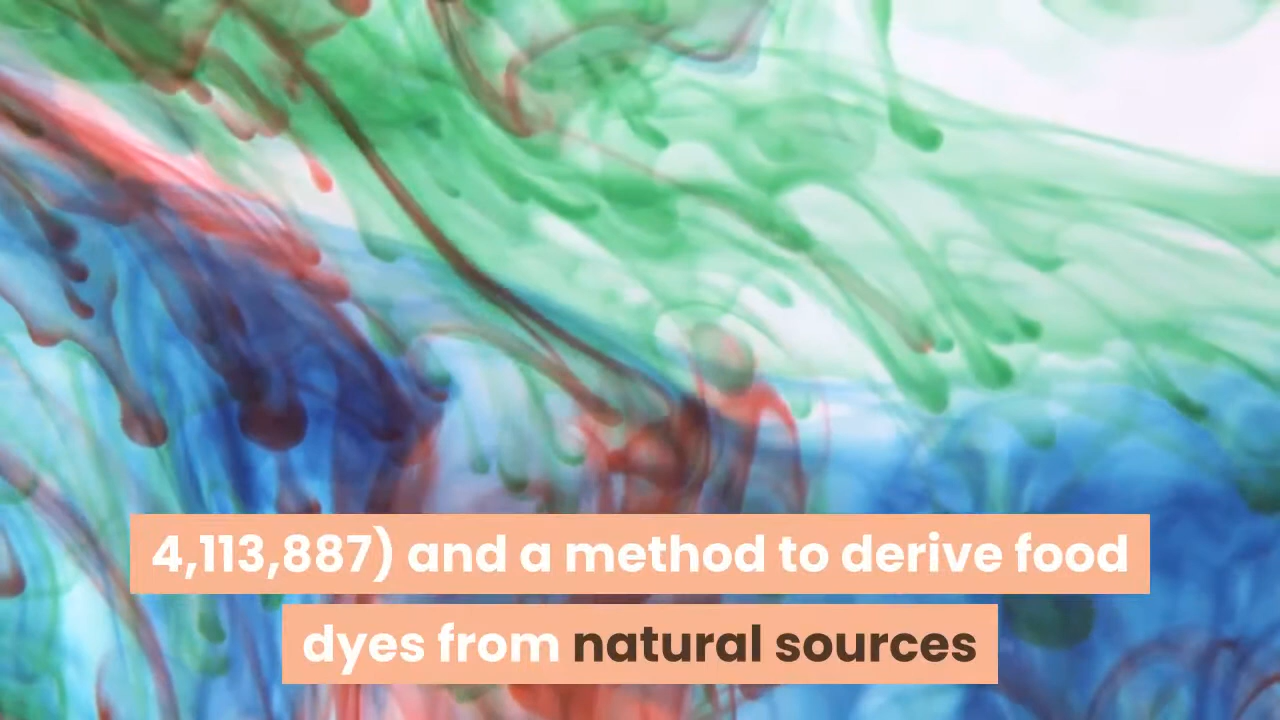 4,113,887) and a method to derive food
dyes from natural sources